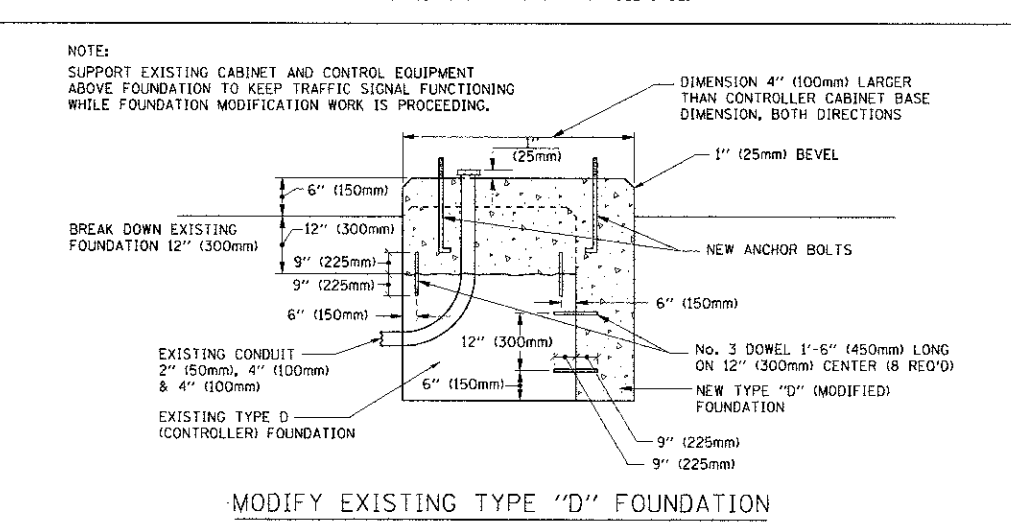 NOTE:
SUPPORT EXISTING CABINET AND CONTROL EQUIPMENT
ABOVE FOUNDATION TO KEEP TRAFFIC SIGNAL FUNCTIONING
WHILE FOUNDATION MODIFICATION WORK IS PROCEEDING.
DIMENSION 4" (100mm) LARGER
THAN CONTROLLER CABINET BASE
DIMENSION, BOTH DIRECTIONS
1"
(25mm)
1" (25mm) BEVEL
6" (150mm)
BREAK DOWN EXISTING
FOUNDATION 12" (300mm)
12" (300mm)
NEW ANCHOR BOLTS
9" (225mm)
9" (225mm)
6" (150mm)
6" (150mm)
12" (300mm)
6" (150mm)
EXISTING CONDUIT
2" (50mm), 4" (100mm)
& 4" (100mm)
No. 3 DOWEL 1'-6" (450mm) LONG
ON 12" (300mm) CENTER (8 REQ'D)
NEW TYPE "D" (MODIFIED)
FOUNDATION
EXISTING TYPE D
(CONTROLLER) FOUNDATION
9" (225mm)
9" (225mm)
MODIFY EXISTING TYPE "D" FOUNDATION